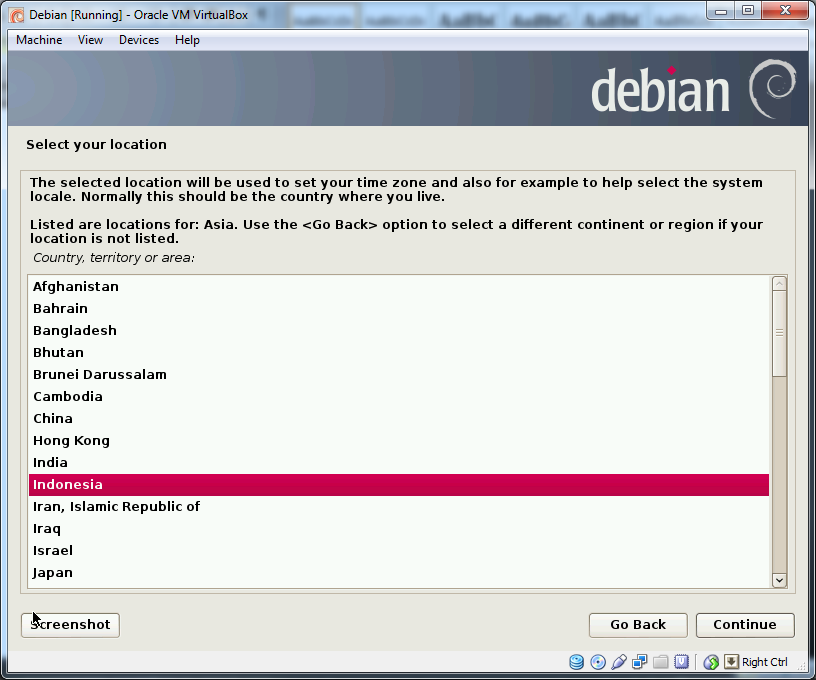 Debian [Running] - Oracle VM VirtualBox
Machine View Devices Help
debian
Select your location
The selected location will be used to set your time zone and also for example to help select the system
locale. Normally this should be the country where you live.
Listed are locations for: Asia. Use the <Go Back> option to select a different continent or region if your
location is not listed.
Country, territory or area:
Afghanistan
Bahrain
Bangladesh
Bhutan
Brunei Darussalam
Cambodia
China
Hong Kong
India
Indonesia
Iran, Islamic Republic of
Iraq
Israel
Japan
Screenshot Go Back Continue
Right Ctrl